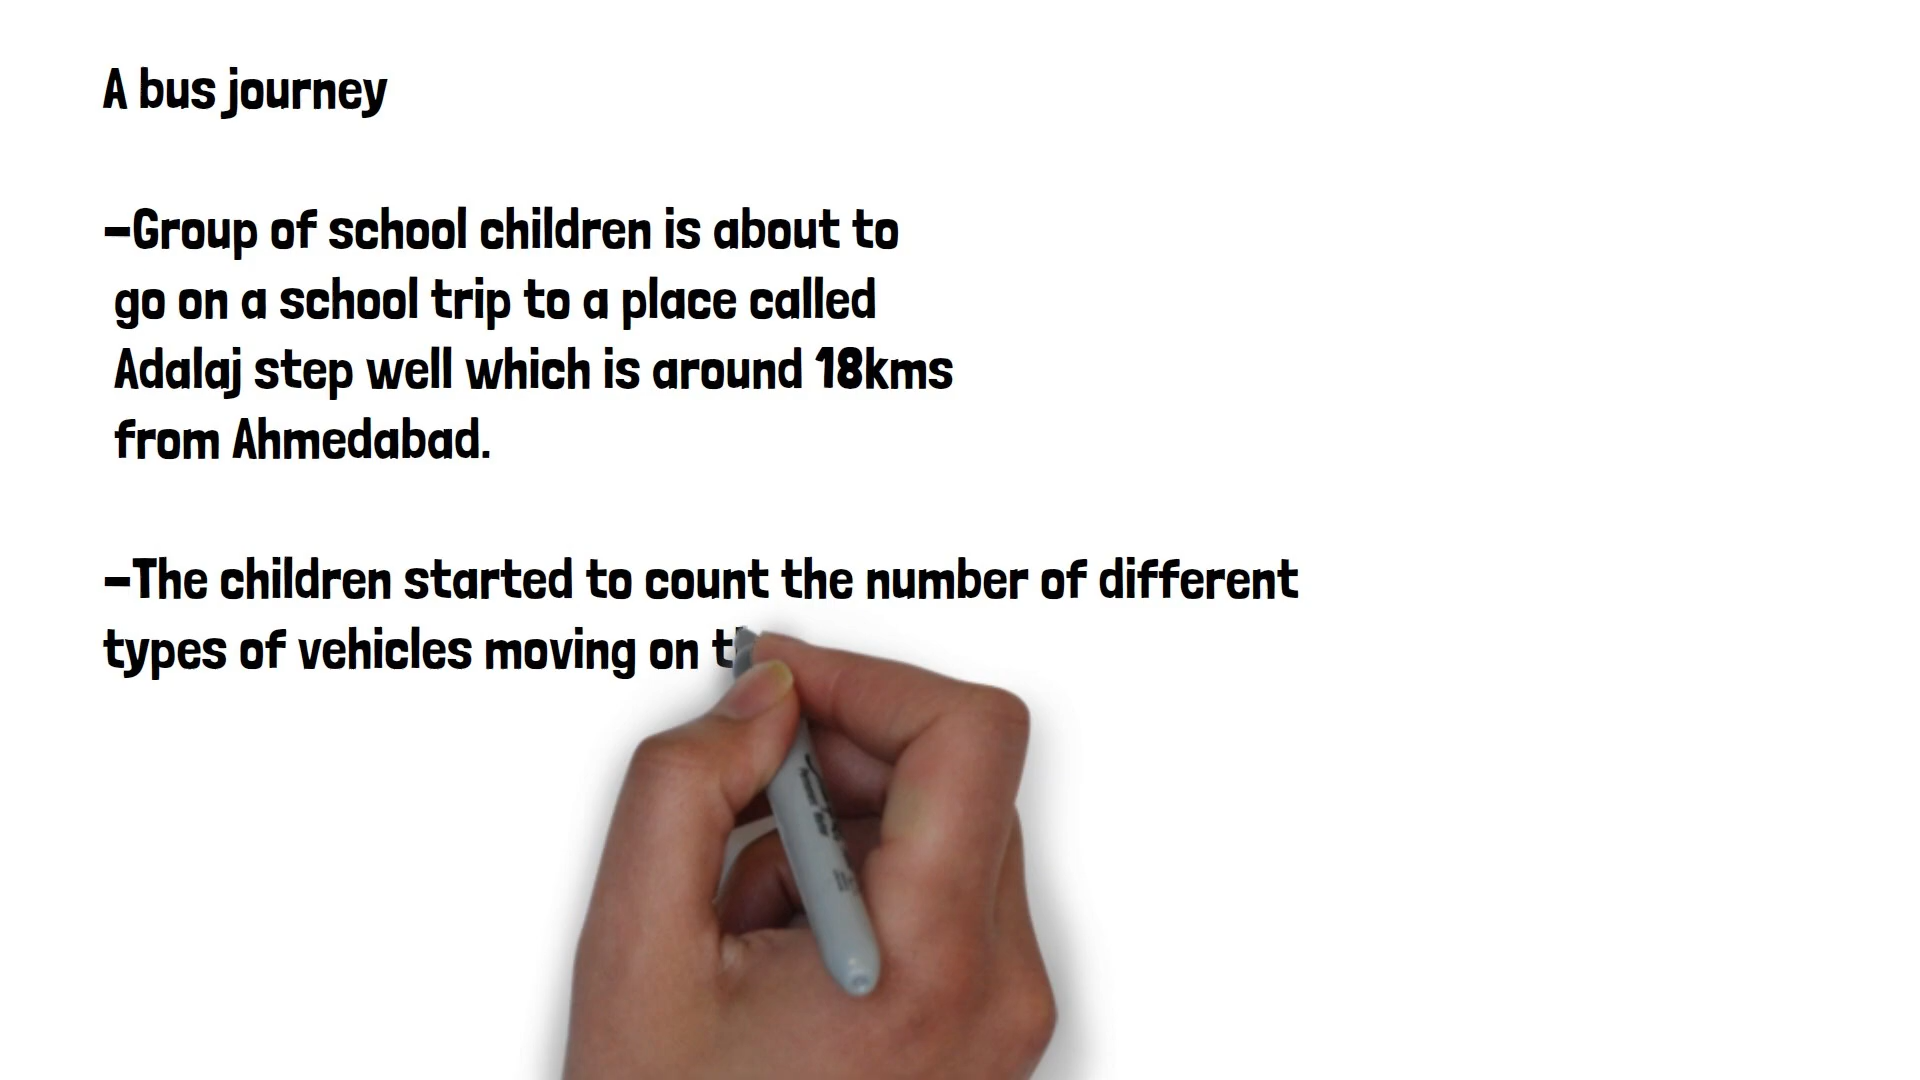 A bus journey
-Group of school children is about to
go on a school trip to a place called
Adalaj step well which is around 18kms
from Ahmedabad.
-The children started to count the number of different
types of vehicles moving on